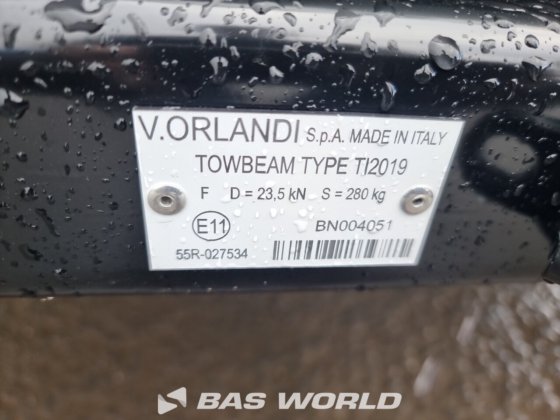 V.ORLANDI S.p.A. MADE IN ITALY
TOWBEAM TYPE TI2019
F D = 23,5 kN S = 280 kg
E11 BN004051
55R-027534
BAS WORLD